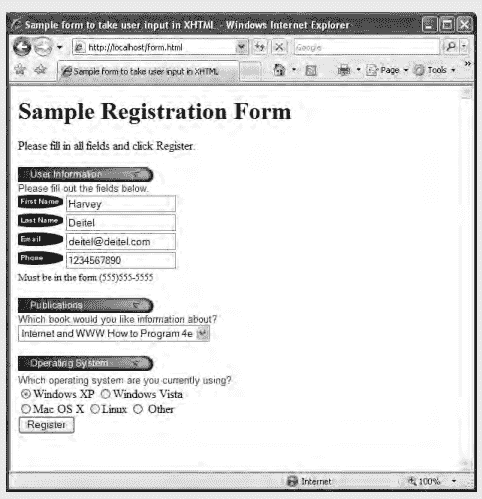 Sample form to take user input in XHTML - Windows Internet Explorer
http://localhost/form.html
Google
Sample form to take user input in XHTML
Page
Tools
Sample Registration Form
Please fill in all fields and click Register.
User Information
Please fill out the fields below.
First Name Harvey
Last Name Deitel
Email deitel@deitel.com
Phone 1234567890
Must be in the form (555)555-5555
Publications
Which book would you like information about?
Internet and WWW How to Program 4e
Operating System
Which operating system are you currently using?
Windows XP Windows Vista
Mac OS X Linux Other
Register
Internet 100%